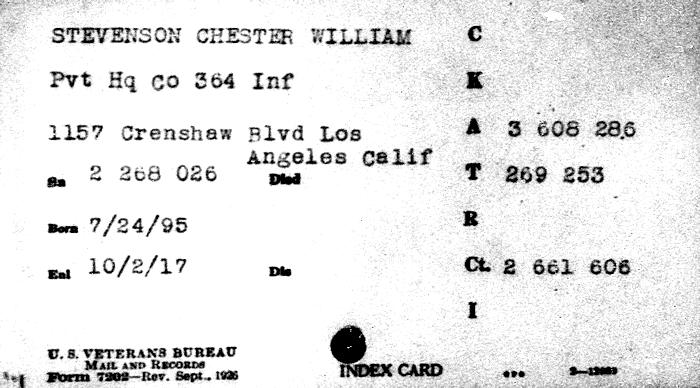 STEVENSON CHESTER WILLIAM C
Pvt Hq co 364 Inf K
1157 Crenshaw Blvd Los A 3 608 286
Angeles Calif
Sn 2 268 026 Died T 269 253
Born 7/24/95 R
Enl 10/2/17 Dis Ct. 2 661 606
I
U. S. VETERANS BUREAU
MAIL AND RECORDS
Form 7202—Rev. Sept., 1926
INDEX CARD